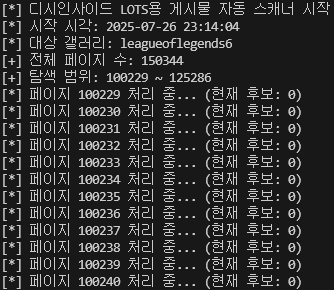 [*] 디시인사이드 LOTS용 게시물 자동 스캐너 시작
[*] 시작 시각: 2025-07-26 23:14:04
[*] 대상 갤러리: leagueoflegends6
[+] 전체 페이지 수: 150344
[+] 탐색 범위: 100229 ~ 125286
[*] 페이지 100229 처리 중... (현재 후보: 0)
[*] 페이지 100230 처리 중... (현재 후보: 0)
[*] 페이지 100231 처리 중... (현재 후보: 0)
[*] 페이지 100232 처리 중... (현재 후보: 0)
[*] 페이지 100233 처리 중... (현재 후보: 0)
[*] 페이지 100234 처리 중... (현재 후보: 0)
[*] 페이지 100235 처리 중... (현재 후보: 0)
[*] 페이지 100236 처리 중... (현재 후보: 0)
[*] 페이지 100237 처리 중... (현재 후보: 0)
[*] 페이지 100238 처리 중... (현재 후보: 0)
[*] 페이지 100239 처리 중... (현재 후보: 0)
[*] 페이지 100240 처리 중... (현재 후보: 0)